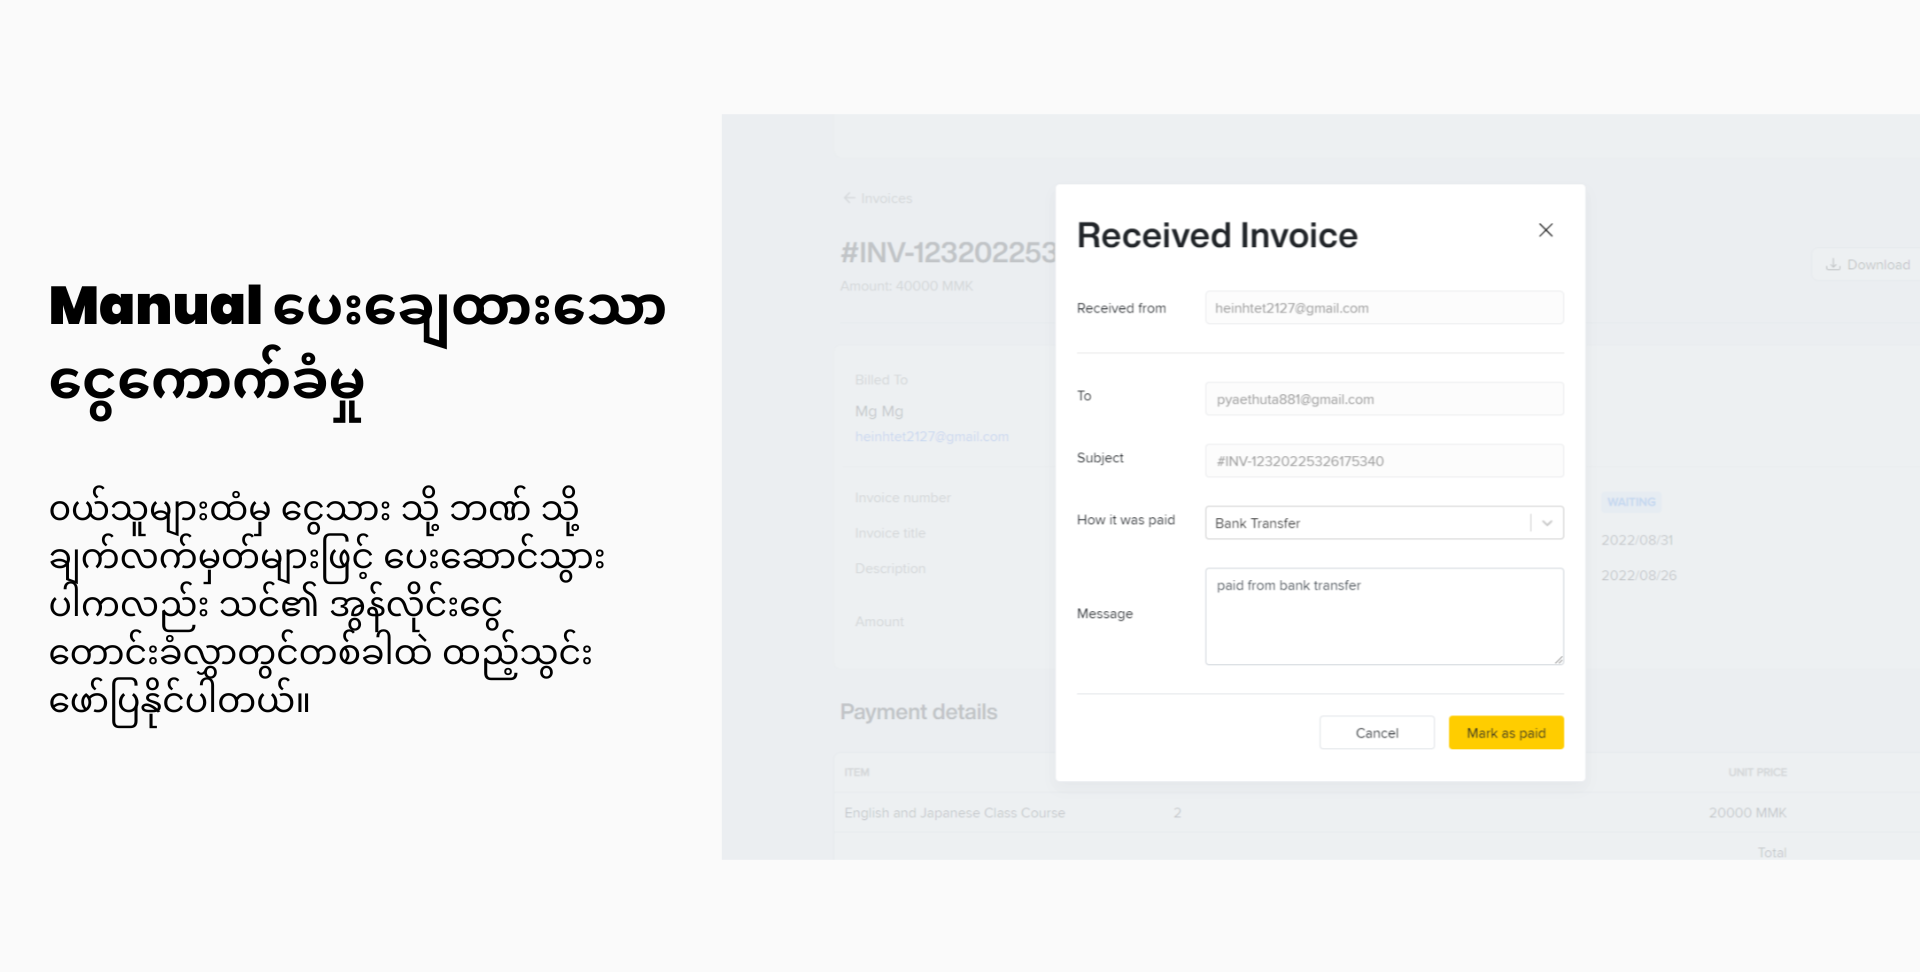 Manual ပေးချေထားသော
ငွေကောက်ခံမှု
ဝယ်သူများထံမှ ငွေသား သို့ ဘဏ် သို့
ချက်လက်မှတ်များဖြင့် ပေးဆောင်သွား
ပါကလည်း သင်၏ အွန်လိုင်းငွေ
တောင်းခံလွှာတွင်တစ်ခါထဲ ထည့်သွင်း
ဖော်ပြနိုင်ပါတယ်။
Invoices
#INV-123202253
Amount: 40000 MMK
Download
Billed To
Mg Mg
heinhtet2127@gmail.com
Invoice number
WAITING
Invoice title
2022/08/31
Description
2022/08/26
Amount
Payment details
ITEM
UNIT PRICE
English and Japanese Class Course
2
20000 MMK
Total
Received Invoice
Received from
heinhtet2127@gmail.com
To
pyaethuta881@gmail.com
Subject
#INV-12320225326175340
How it was paid
Bank Transfer
Message
paid from bank transfer
Cancel
Mark as paid